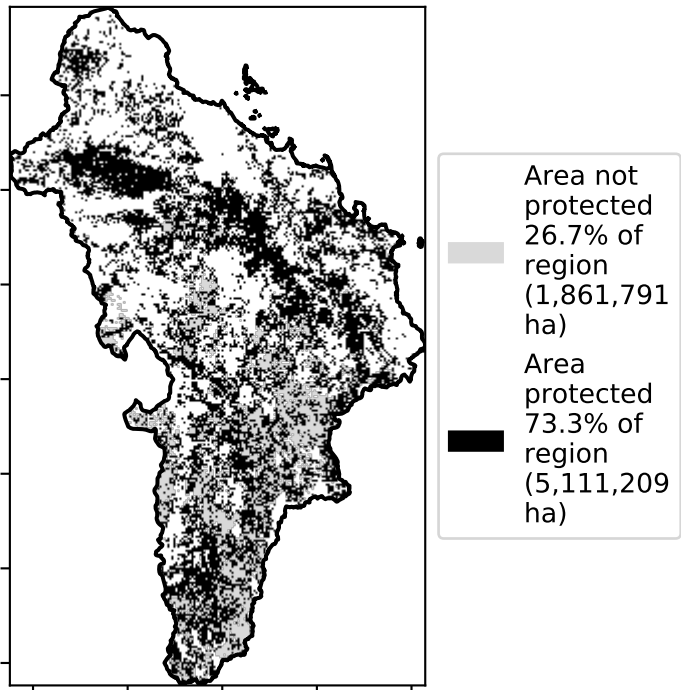 Area not
protected
26.7% of
region
(1,861,791
ha)
Area
protected
73.3% of
region
(5,111,209
ha)